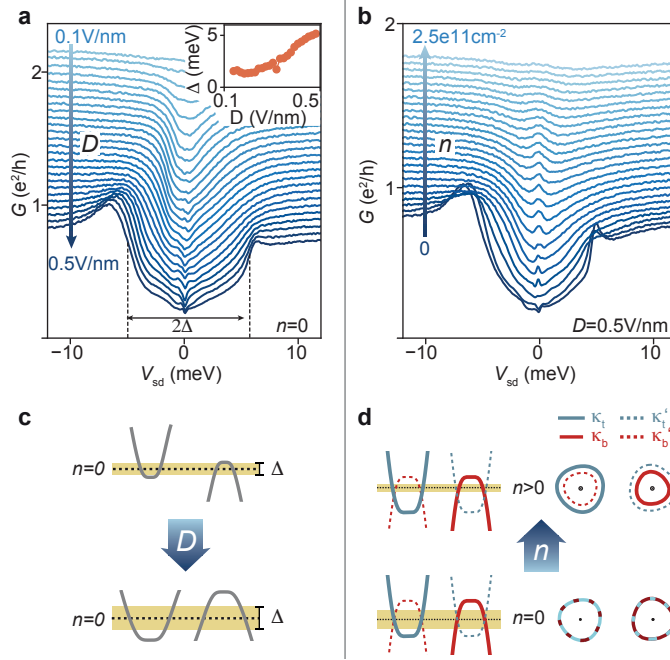 a
0.1V/nm
D
0.5V/nm
G (e²/h)
2
1
5
0
Δ (meV)
0.1
0.5
D (V/nm)
2Δ
n=0
−10
0
10
V_sd (meV)
b
2.5e11cm⁻²
n
0
G (e²/h)
2
1
D=0.5V/nm
−10
0
10
V_sd (meV)
c
n=0
Δ
D
n=0
Δ
d
κ_t
κ_t‘
κ_b
κ_b‘
n>0
n
n=0